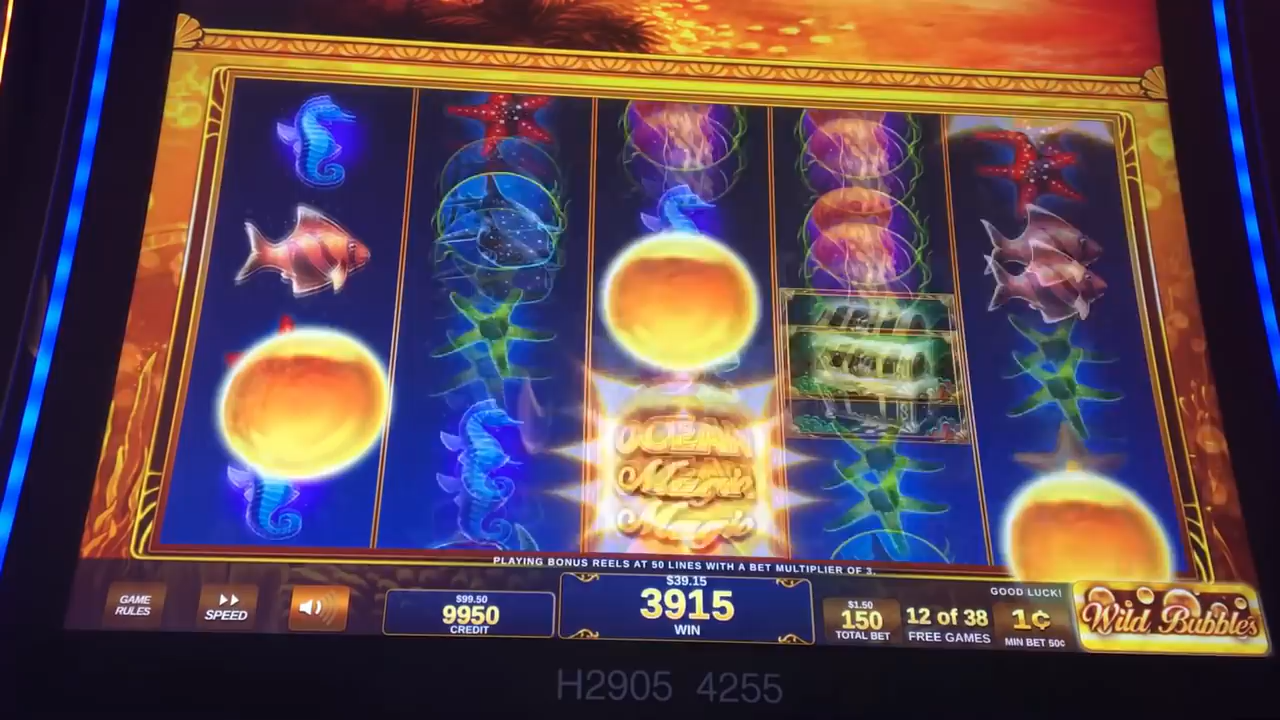 OCEAN
Magic
Magic
PLAYING BONUS REELS AT 50 LINES WITH A BET MULTIPLIER OF 3.
GAME
RULES
SPEED
$99.50
9950
CREDIT
$39.15
3915
WIN
$1.50
150
TOTAL BET
12 of 38
FREE GAMES
GOOD LUCK!
1¢
MIN BET 50¢
Wild Bubbles
H2905 4255